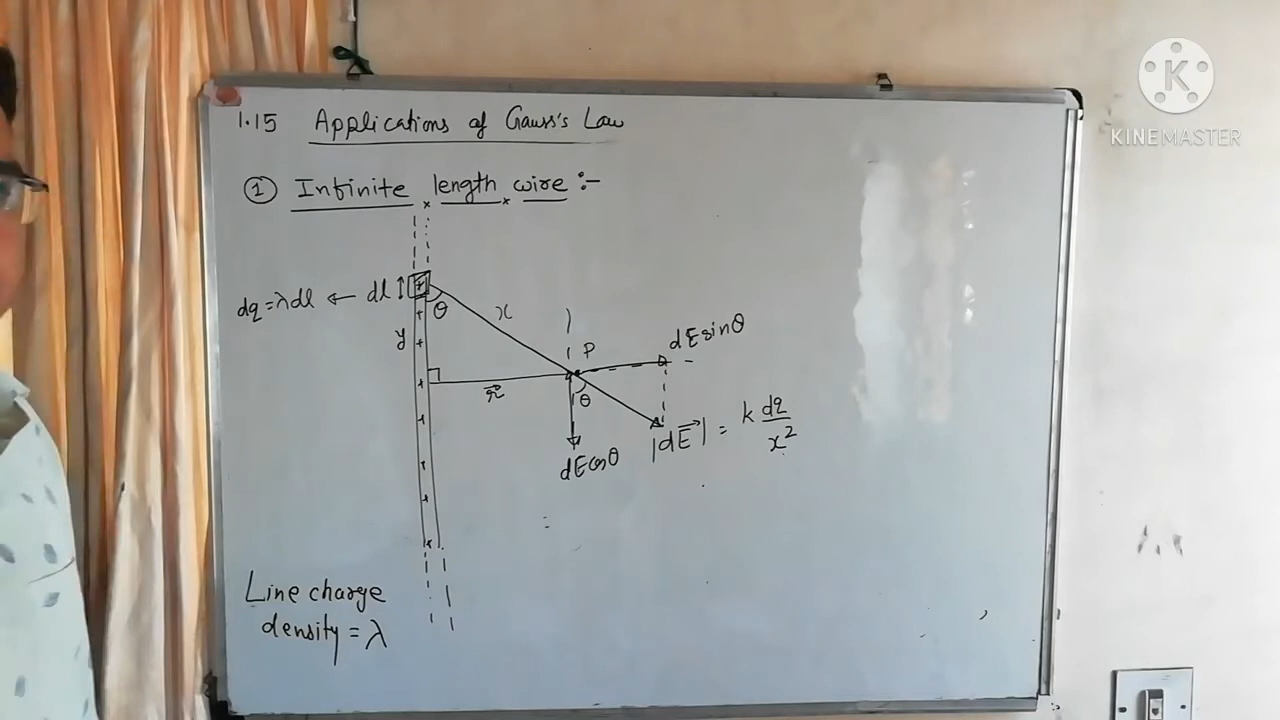 1.15 Applications of Gauss's Law
① Infinite length wire :-
dq = λdl ← dl
θ
x
y
P
dE sinθ
r⃗
θ
dE cosθ
|dE⃗| = k dq/x²
Line charge
density = λ
K
KINEMASTER